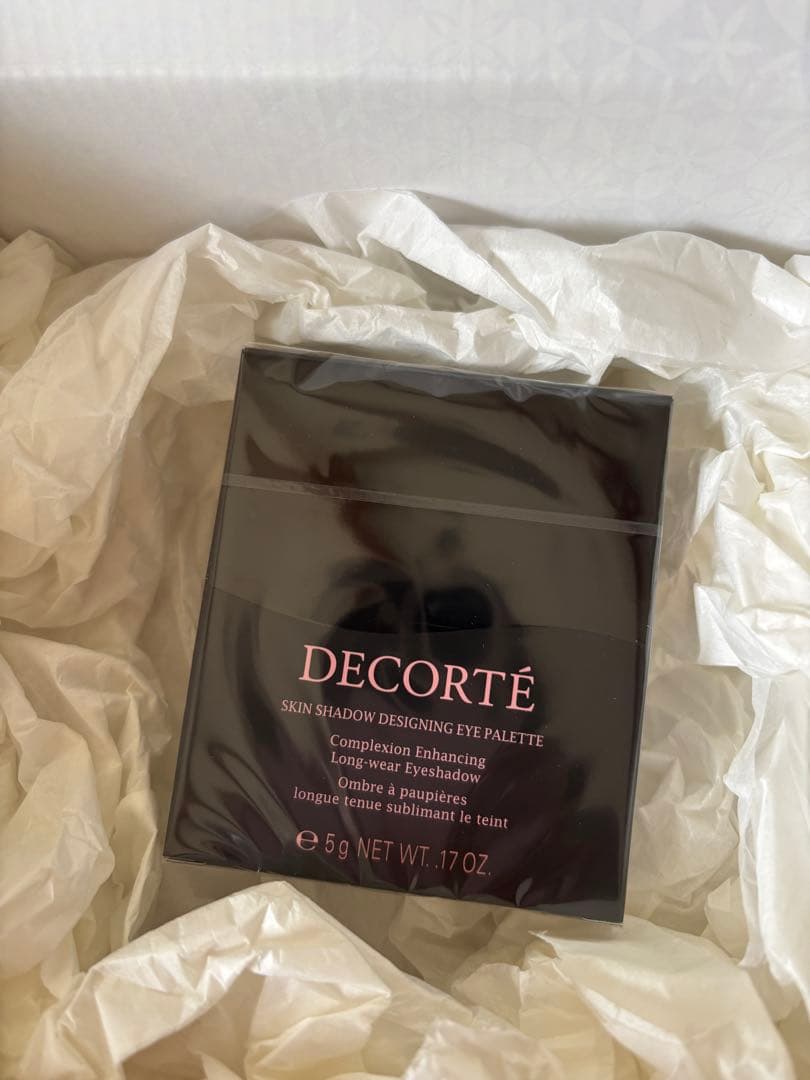 DECORTÉ
SKIN SHADOW DESIGNING EYE PALETTE
Complexion Enhancing
Long-wear Eyeshadow
Ombre à paupières
longue tenue sublimant le teint
℮ 5g NET WT. .17 OZ.